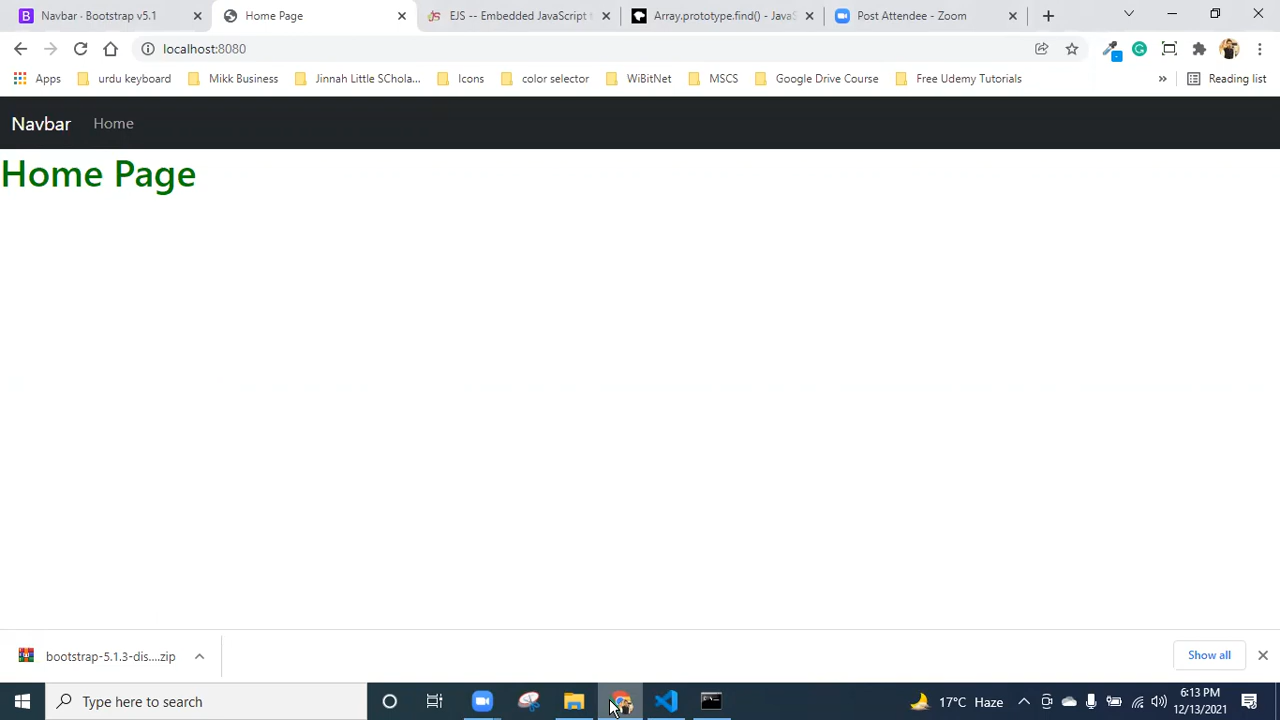 Navbar · Bootstrap v5.1
Home Page
EJS -- Embedded JavaScript t
Array.prototype.find() - JavaS
Post Attendee - Zoom
localhost:8080
Apps
urdu keyboard
Mikk Business
Jinnah Little SChola...
Icons
color selector
WiBitNet
MSCS
Google Drive Course
Free Udemy Tutorials
»
Reading list
Navbar
Home
Home Page
bootstrap-5.1.3-dis....zip
Show all
Type here to search
17°C Haze
6:13 PM
12/13/2021